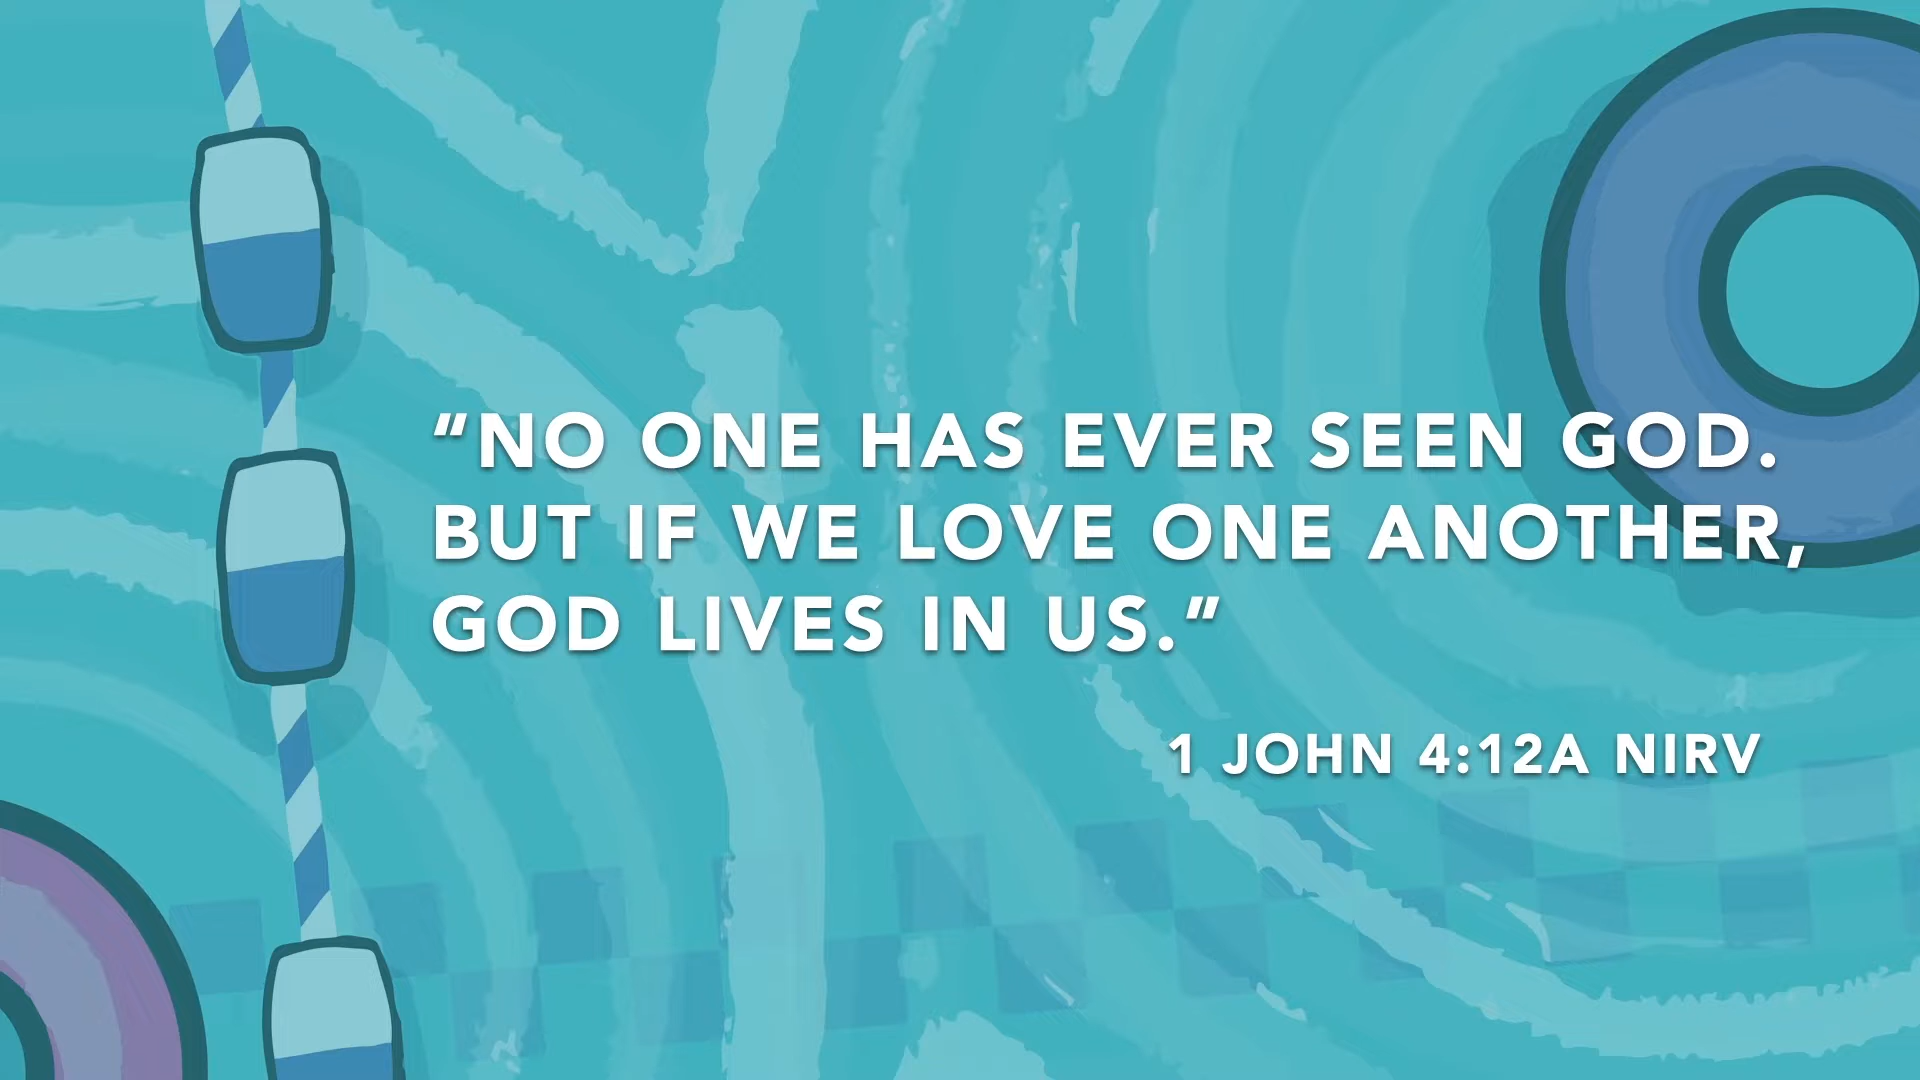 “NO ONE HAS EVER SEEN GOD.
BUT IF WE LOVE ONE ANOTHER,
GOD LIVES IN US.”
1 JOHN 4:12A NIRV